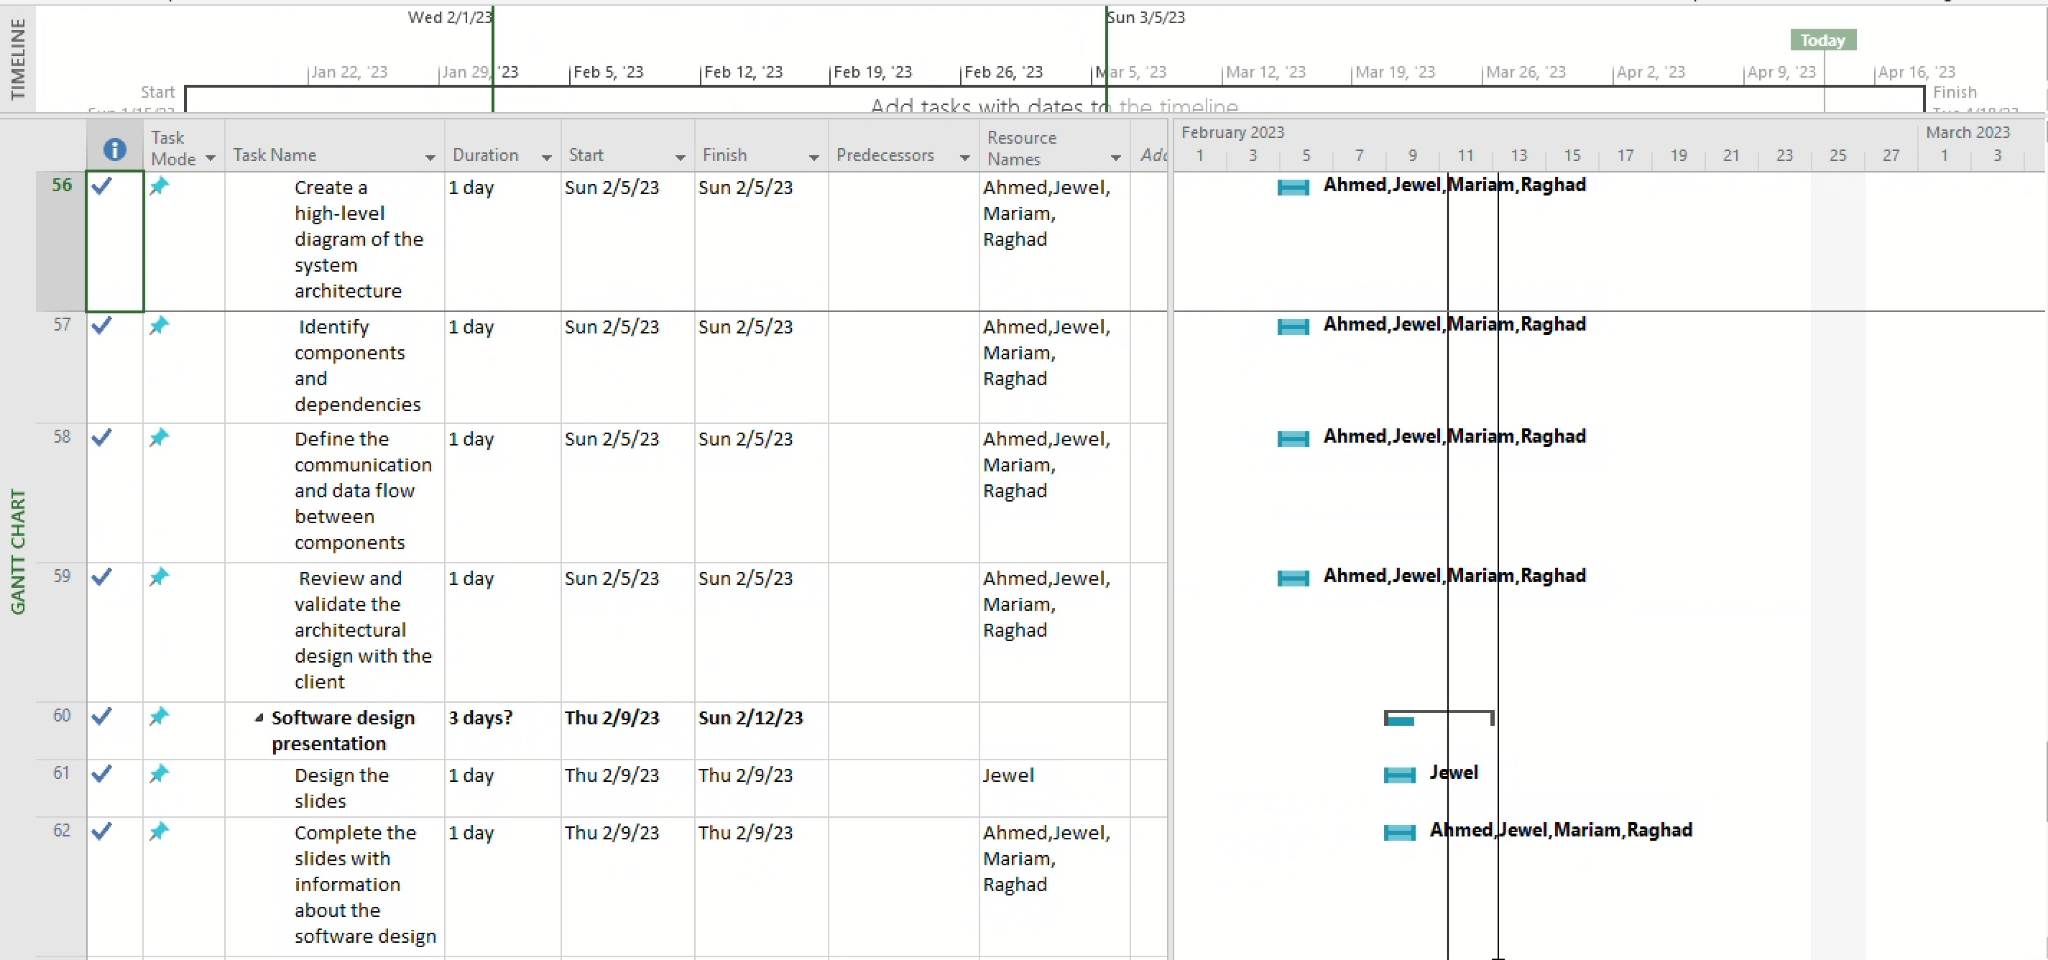 TIMELINE
Wed 2/1/23
Sun 3/5/23
Today
Jan 22, '23
Jan 29, '23
Feb 5, '23
Feb 12, '23
Feb 19, '23
Feb 26, '23
Mar 5, '23
Mar 12, '23
Mar 19, '23
Mar 26, '23
Apr 2, '23
Apr 9, '23
Apr 16, '23
Start
Finish
Add tasks with dates to the timeline
GANTT CHART
Task
Mode
Task Name
Duration
Start
Finish
Predecessors
Resource
Names
February 2023
March 2023
1 3 5 7 9 11 13 15 17 19 21 23 25 27 1 3
56
Create a
high-level
diagram of the
system
architecture
1 day
Sun 2/5/23
Sun 2/5/23
Ahmed,Jewel,
Mariam,
Raghad
Ahmed,Jewel,Mariam,Raghad
57
Identify
components
and
dependencies
1 day
Sun 2/5/23
Sun 2/5/23
Ahmed,Jewel,
Mariam,
Raghad
Ahmed,Jewel,Mariam,Raghad
58
Define the
communication
and data flow
between
components
1 day
Sun 2/5/23
Sun 2/5/23
Ahmed,Jewel,
Mariam,
Raghad
Ahmed,Jewel,Mariam,Raghad
59
Review and
validate the
architectural
design with the
client
1 day
Sun 2/5/23
Sun 2/5/23
Ahmed,Jewel,
Mariam,
Raghad
Ahmed,Jewel,Mariam,Raghad
60
Software design
presentation
3 days?
Thu 2/9/23
Sun 2/12/23
61
Design the
slides
1 day
Thu 2/9/23
Thu 2/9/23
Jewel
Jewel
62
Complete the
slides with
information
about the
software design
1 day
Thu 2/9/23
Thu 2/9/23
Ahmed,Jewel,
Mariam,
Raghad
Ahmed,Jewel,Mariam,Raghad